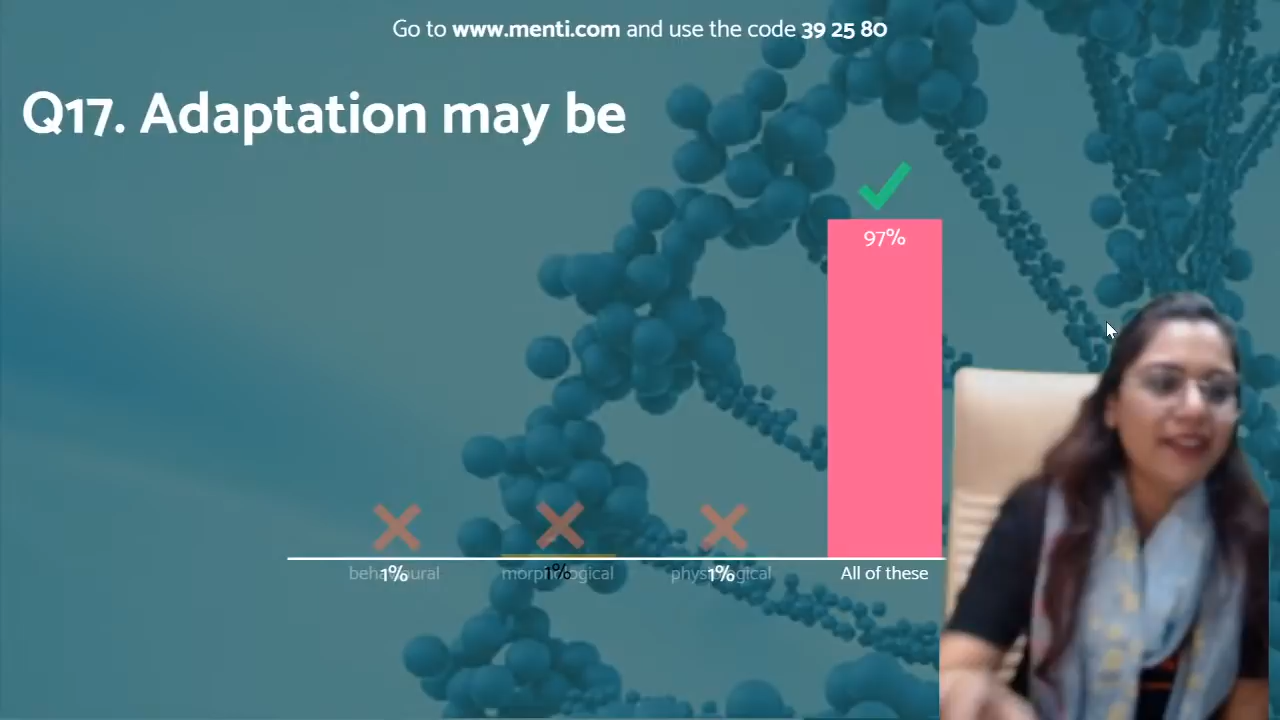 Go to www.menti.com and use the code 39 25 80
Q17. Adaptation may be
97%
1%
1%
1%
All of these